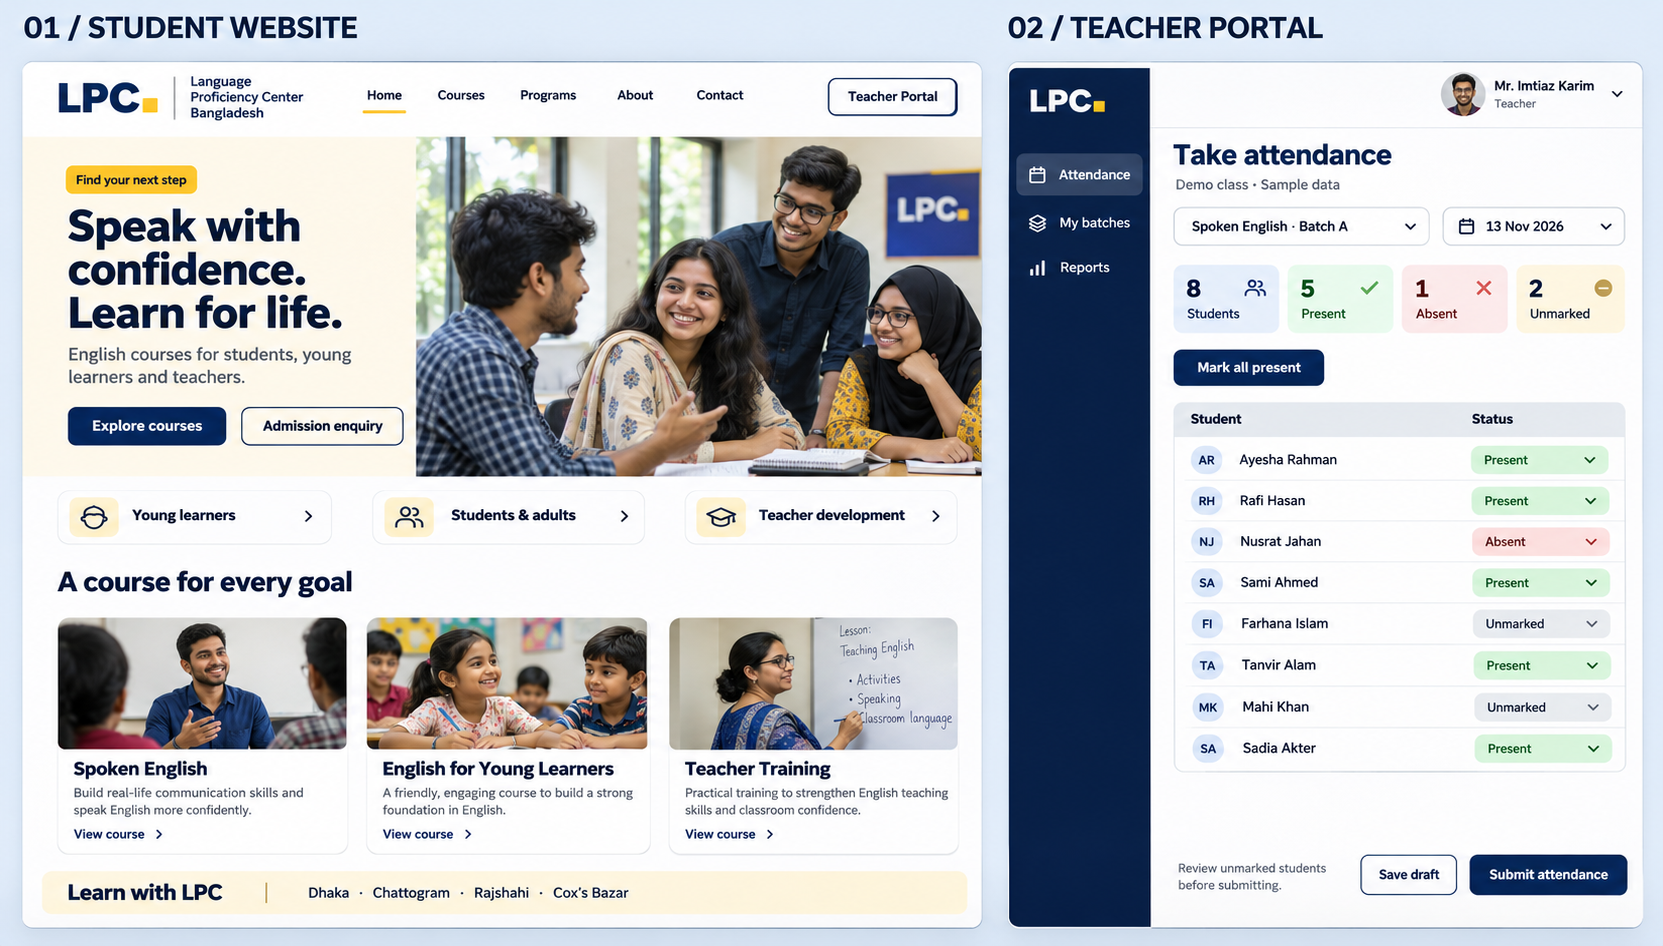 01 / STUDENT WEBSITE
LPC.
Language
Proficiency Center
Bangladesh
Home
Courses
Programs
About
Contact
Teacher Portal
Find your next step
Speak with
confidence.
Learn for life.
English courses for students, young
learners and teachers.
Explore courses
Admission enquiry
LPC.
Young learners
Students & adults
Teacher development
A course for every goal
Lesson:
Teaching English
• Activities
• Speaking
Classroom language
Spoken English
Build real-life communication skills and
speak English more confidently.
View course
English for Young Learners
A friendly, engaging course to build a strong
foundation in English.
View course
Teacher Training
Practical training to strengthen English teaching
skills and classroom confidence.
View course
Learn with LPC
Dhaka · Chattogram · Rajshahi · Cox's Bazar
02 / TEACHER PORTAL
LPC.
Attendance
My batches
Reports
Mr. Imtiaz Karim
Teacher
Take attendance
Demo class • Sample data
Spoken English · Batch A
13 Nov 2026
8
Students
5
Present
1
Absent
2
Unmarked
Mark all present
Student Status
AR Ayesha Rahman Present
RH Rafi Hasan Present
NJ Nusrat Jahan Absent
SA Sami Ahmed Present
FI Farhana Islam Unmarked
TA Tanvir Alam Present
MK Mahi Khan Unmarked
SA Sadia Akter Present
Review unmarked students
before submitting.
Save draft
Submit attendance